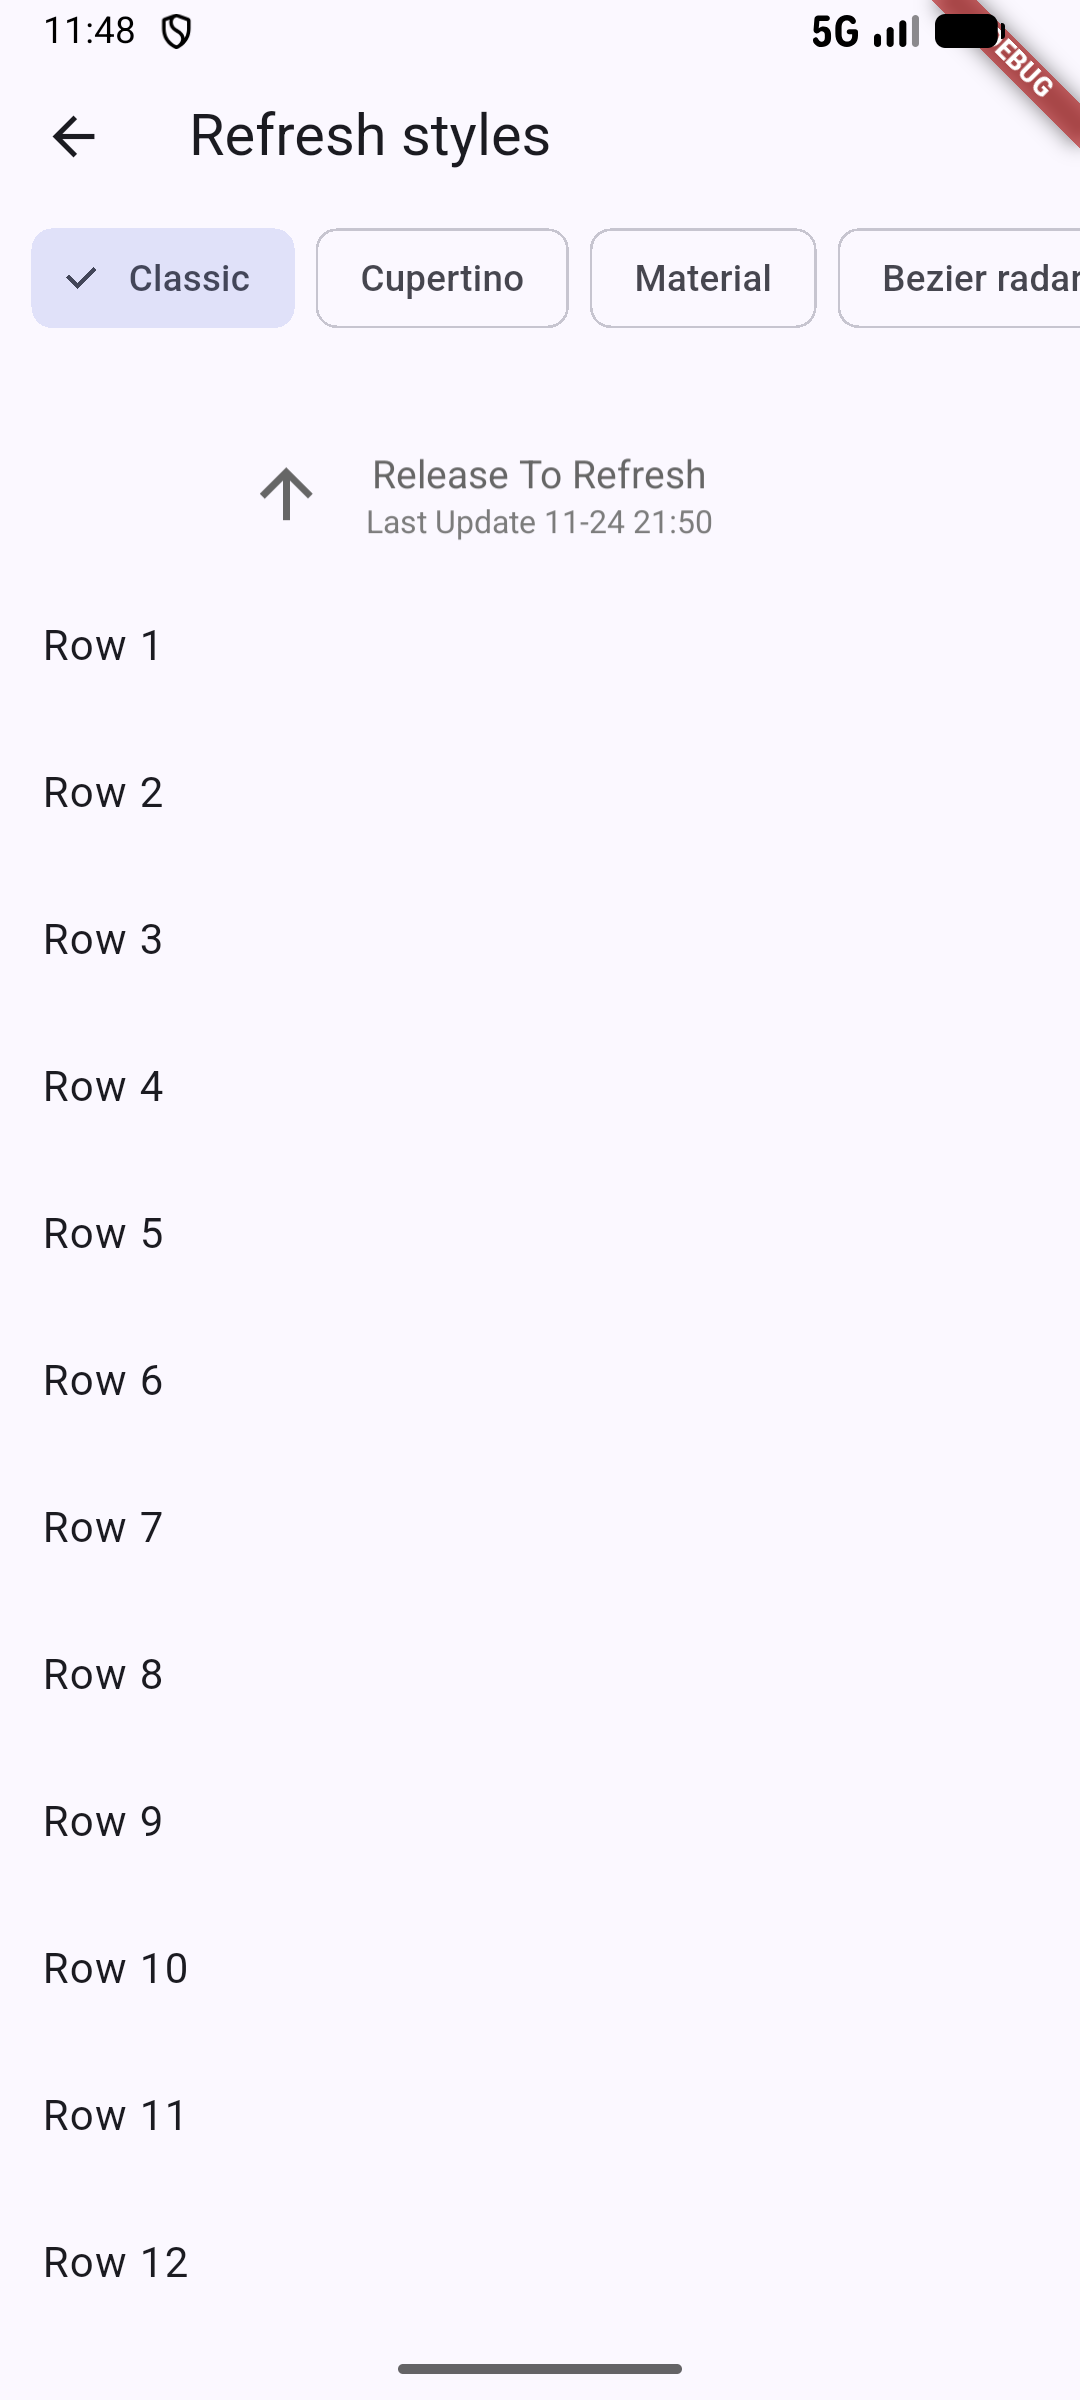 11:48
5G
EBUG
Refresh styles
Classic
Cupertino
Material
Bezier radar
Release To Refresh
Last Update 11-24 21:50
Row 1
Row 2
Row 3
Row 4
Row 5
Row 6
Row 7
Row 8
Row 9
Row 10
Row 11
Row 12